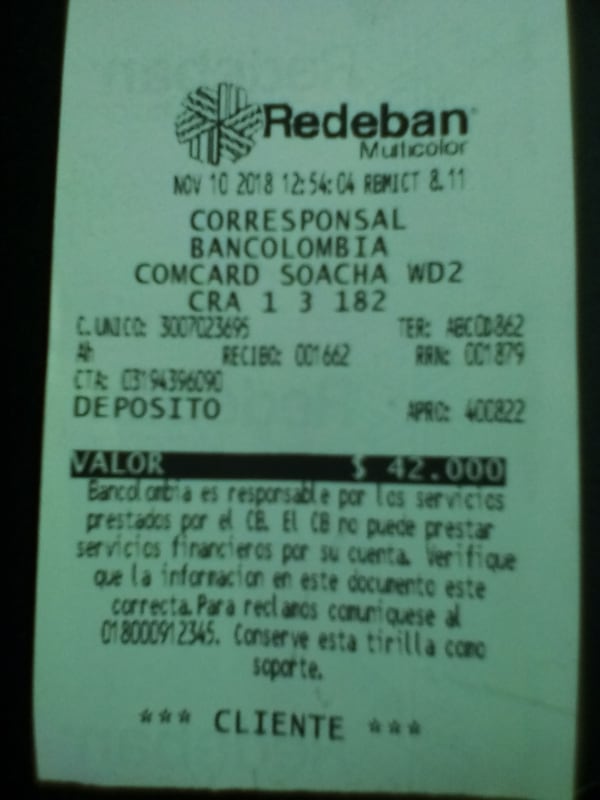 Redeban
Multicolor
NOV 10 2018 12:54:04 RBMICT 8.11
CORRESPONSAL
BANCOLOMBIA
COMCARD SOACHA WD2
CRA 1 3 182
C.UNICO: 3007023695 TER: ABCOD862
Ah RECIBO: 001662 RRN: 001879
CTA: 03194396090
DEPOSITO APRO: 400822
VALOR $ 42.000
Bancolombia es responsable por los servicios
prestados por el CB. El CB no puede prestar
servicios financieros por su cuenta. Verifique
que la informacion en este documento este
correcta.Para reclamos comuniquese al
018000912345. Conserve esta tirilla como
soporte.
*** CLIENTE ***